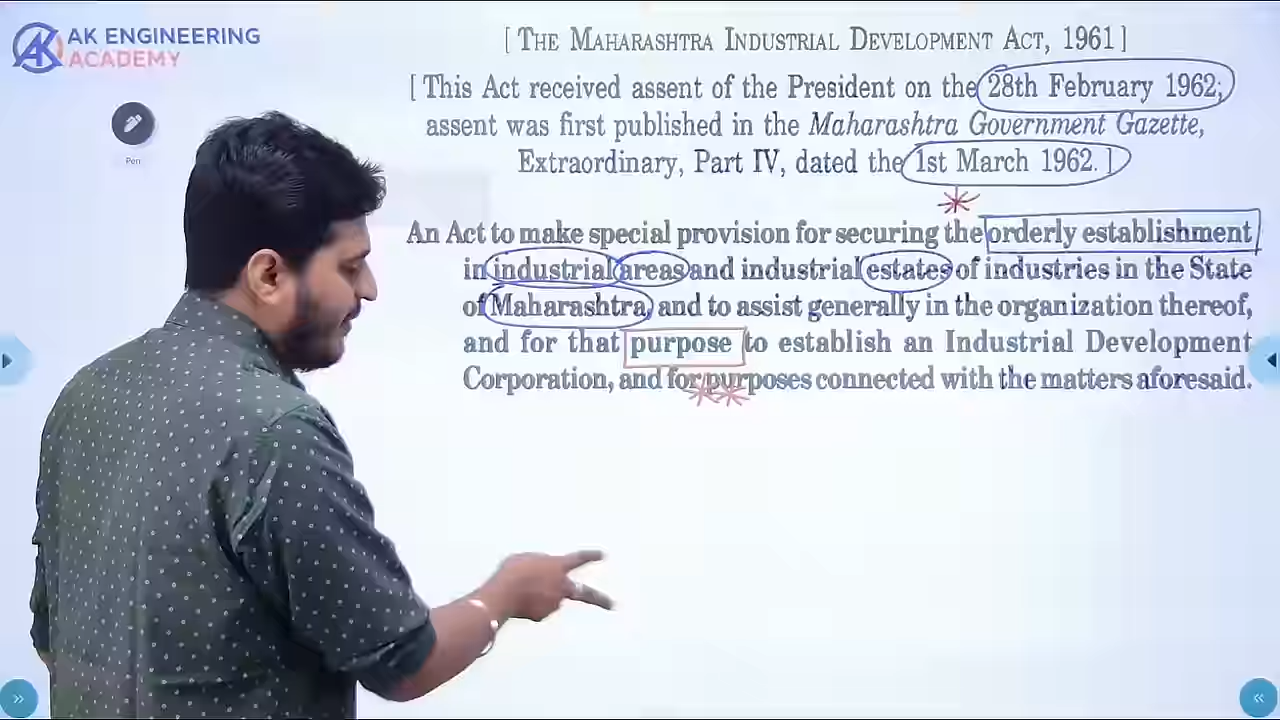 AK ENGINEERING
ACADEMY
[ THE MAHARASHTRA INDUSTRIAL DEVELOPMENT ACT, 1961 ]
[ This Act received assent of the President on the 28th February 1962;
assent was first published in the Maharashtra Government Gazette,
Extraordinary, Part IV, dated the 1st March 1962. ]
Pen
An Act to make special provision for securing the orderly establishment
in industrial areas and industrial estates of industries in the State
of Maharashtra, and to assist generally in the organization thereof,
and for that purpose to establish an Industrial Development
Corporation, and for purposes connected with the matters aforesaid.